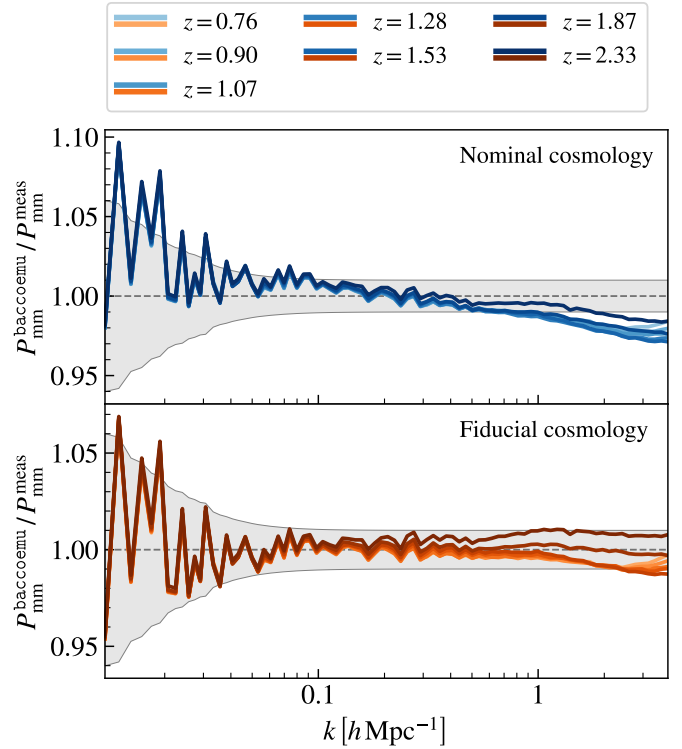 z = 0.76 z = 1.28 z = 1.87
z = 0.90 z = 1.53 z = 2.33
z = 1.07
1.10
Nominal cosmology
1.05
1.00
0.95
P_mm^baccoemu / P_mm^meas
Fiducial cosmology
1.05
1.00
0.95
P_mm^baccoemu / P_mm^meas
0.1 1
k [h Mpc⁻¹]